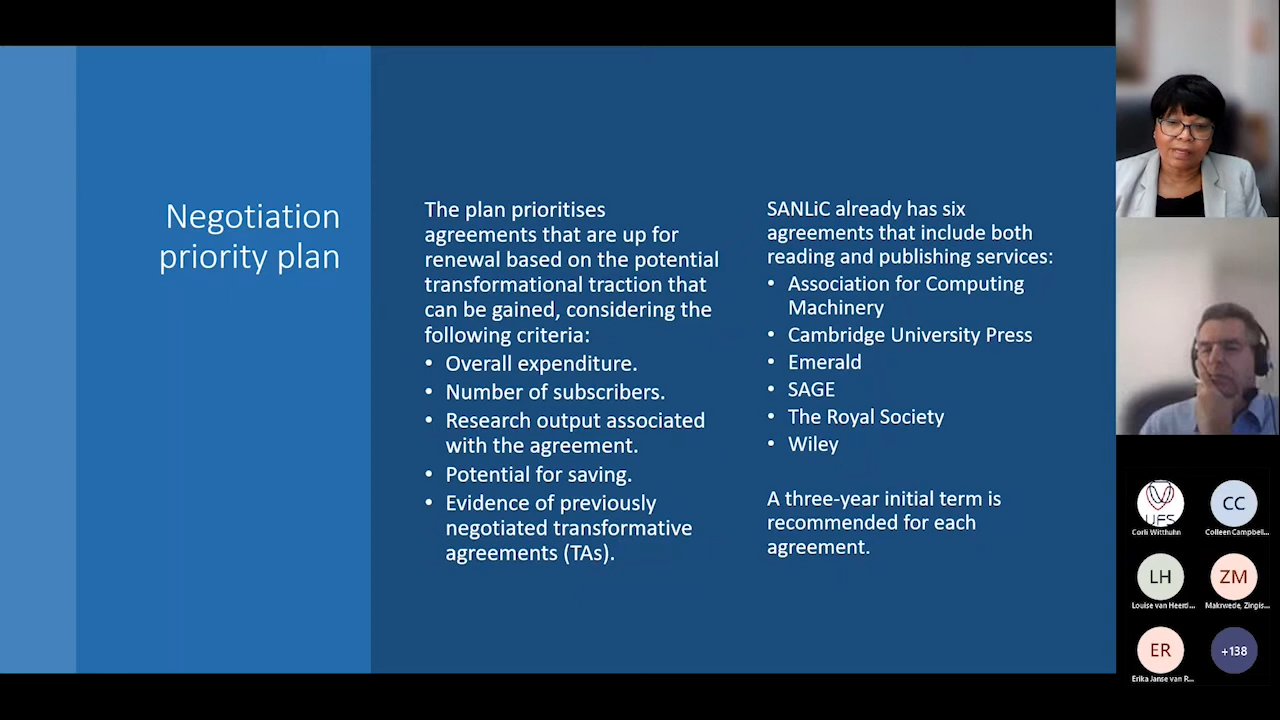 Negotiation
priority plan
The plan prioritises
agreements that are up for
renewal based on the potential
transformational traction that
can be gained, considering the
following criteria:
• Overall expenditure.
• Number of subscribers.
• Research output associated
with the agreement.
• Potential for saving.
• Evidence of previously
negotiated transformative
agreements (TAs).
SANLiC already has six
agreements that include both
reading and publishing services:
• Association for Computing
Machinery
• Cambridge University Press
• Emerald
• SAGE
• The Royal Society
• Wiley
A three-year initial term is
recommended for each
agreement.
UFS
Corli Witthuhn
CC
Colleen Campbel...
LH
Louise van Heerd...
ZM
Makwede, Zingis...
ER
Erika Janse van R...
+138